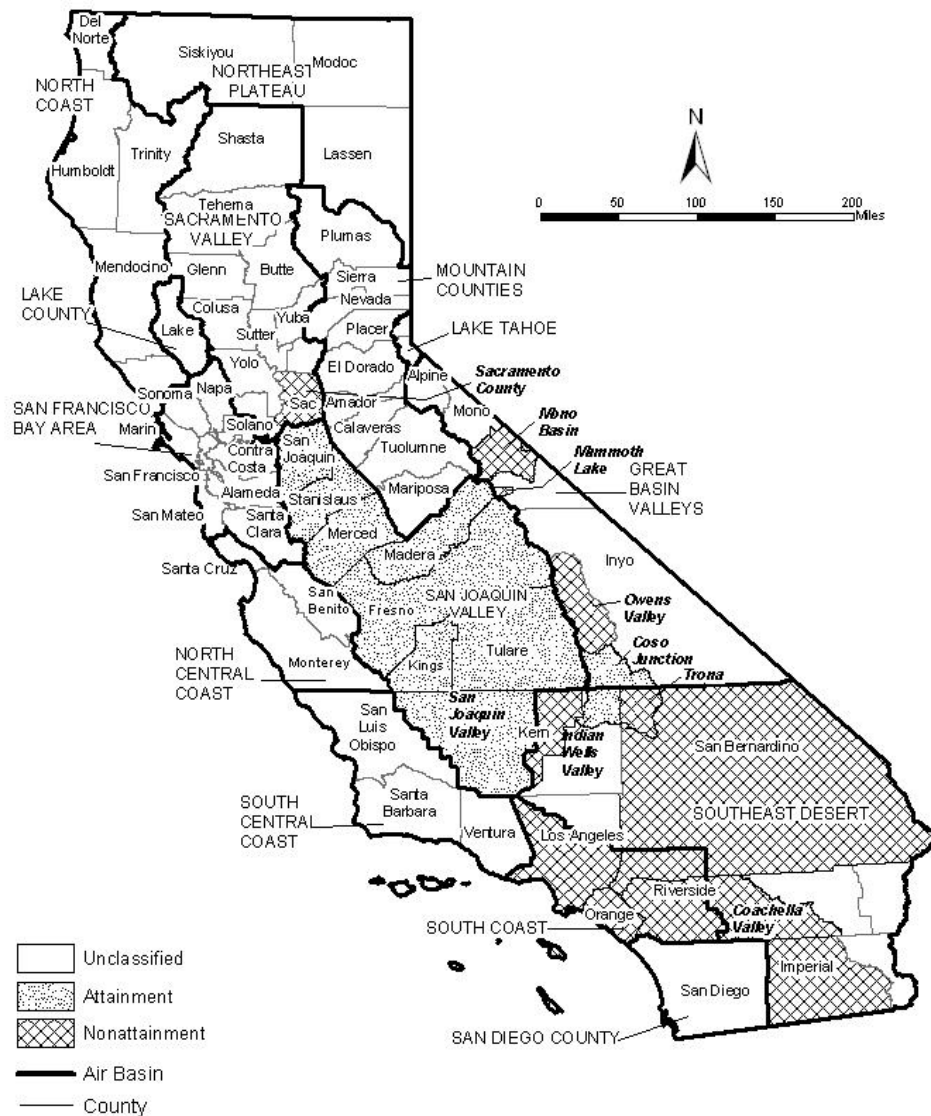 Del
Norte
Siskiyou
Modoc
NORTHEAST
PLATEAU
NORTH
COAST
N
Shasta
Lassen
Trinity
Humboldt
0 50 100 200
Miles
Tehema
SACRAMENTO
VALLEY
Plumas
Mendocino
Glenn
Butte
Sierra
MOUNTAIN
COUNTIES
Nevada
LAKE
COUNTY
Colusa
Yuba
Lake
Sutter
Placer
LAKE TAHOE
Yolo
El Dorado
Alpine
Sacramento
County
Sonoma
Napa
Sac
Amador
Mono
SAN FRANCISCO
BAY AREA
Marin
Solano
Calaveras
Mono
Basin
Contra
Costa
San
Joaquin
Tuolumne
Mammoth
Lake
GREAT
BASIN
VALLEYS
San Francisco
Alameda
Stanislaus
Mariposa
San Mateo
Santa
Clara
Merced
Madera
Inyo
Santa Cruz
San
Benito
Fresno
SAN JOAQUIN
VALLEY
Owens
Valley
Coso
Junction
NORTH
CENTRAL
COAST
Monterey
Kings
Tulare
Trona
San
Luis
Obispo
San
Joaquin
Valley
Kern
Indian
Wells
Valley
San Bernardino
SOUTH
CENTRAL
COAST
Santa
Barbara
Ventura
Los Angeles
SOUTHEAST DESERT
Riverside
Orange
Coachella
Valley
SOUTH COAST
Imperial
San Diego
SAN DIEGO COUNTY
Unclassified
Attainment
Nonattainment
Air Basin
County